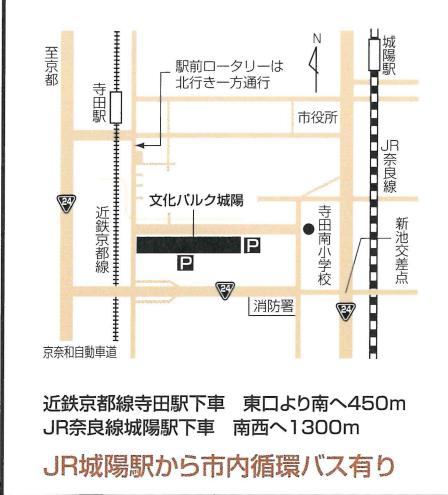 N
城陽駅
至京都
駅前ロータリーは
北行き一方通行
寺田駅
市役所
JR奈良線
24
文化パルク城陽
近鉄京都線
寺田南小学校
新池交差点
P
P
24
消防署
24
京奈和自動車道
近鉄京都線寺田駅下車　東口より南へ450m
JR奈良線城陽駅下車　南西へ1300m
JR城陽駅から市内循環バス有り